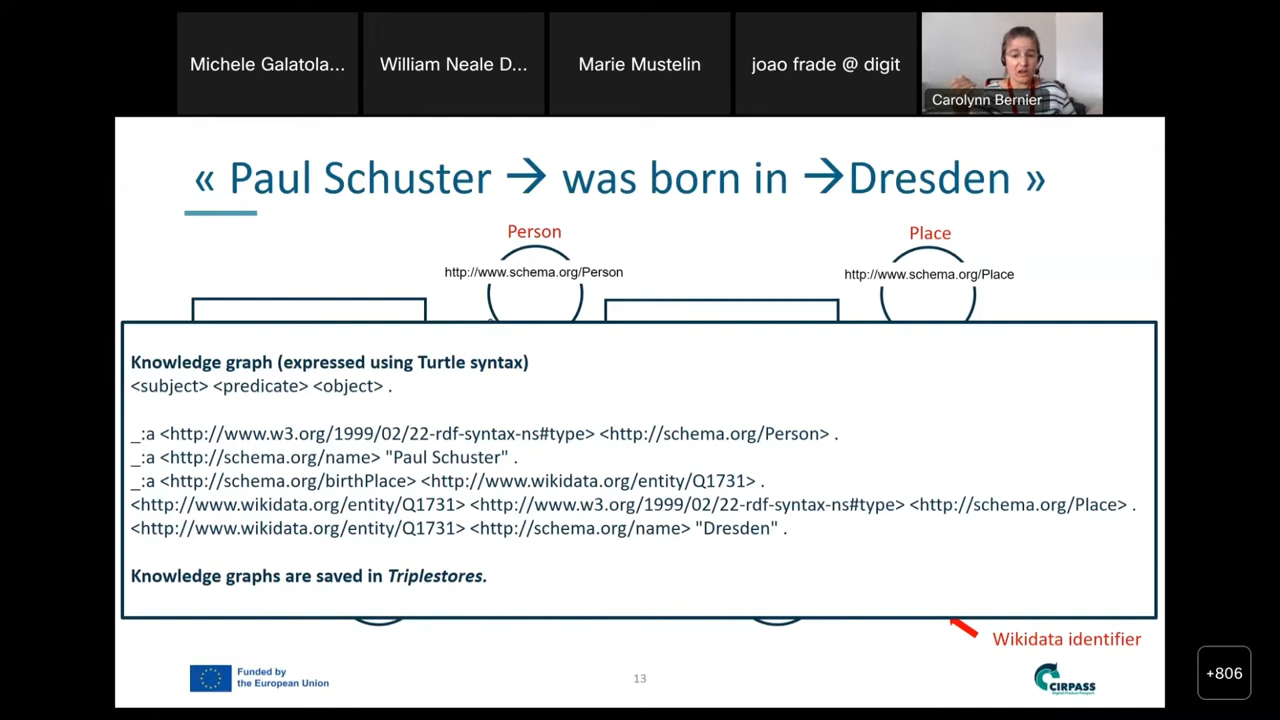 Michele Galatola...
William Neale D...
Marie Mustelin
joao frade @ digit
Carolynn Bernier
« Paul Schuster → was born in →Dresden »
Person
Place
http://www.schema.org/Person
http://www.schema.org/Place
Knowledge graph (expressed using Turtle syntax)
<subject> <predicate> <object> .
_:a <http://www.w3.org/1999/02/22-rdf-syntax-ns#type> <http://schema.org/Person> .
_:a <http://schema.org/name> "Paul Schuster" .
_:a <http://schema.org/birthPlace> <http://www.wikidata.org/entity/Q1731> .
<http://www.wikidata.org/entity/Q1731> <http://www.w3.org/1999/02/22-rdf-syntax-ns#type> <http://schema.org/Place> .
<http://www.wikidata.org/entity/Q1731> <http://schema.org/name> "Dresden" .
Knowledge graphs are saved in Triplestores.
Wikidata identifier
Funded by
the European Union
13
CIRPASS
Digital Product Passport
+806